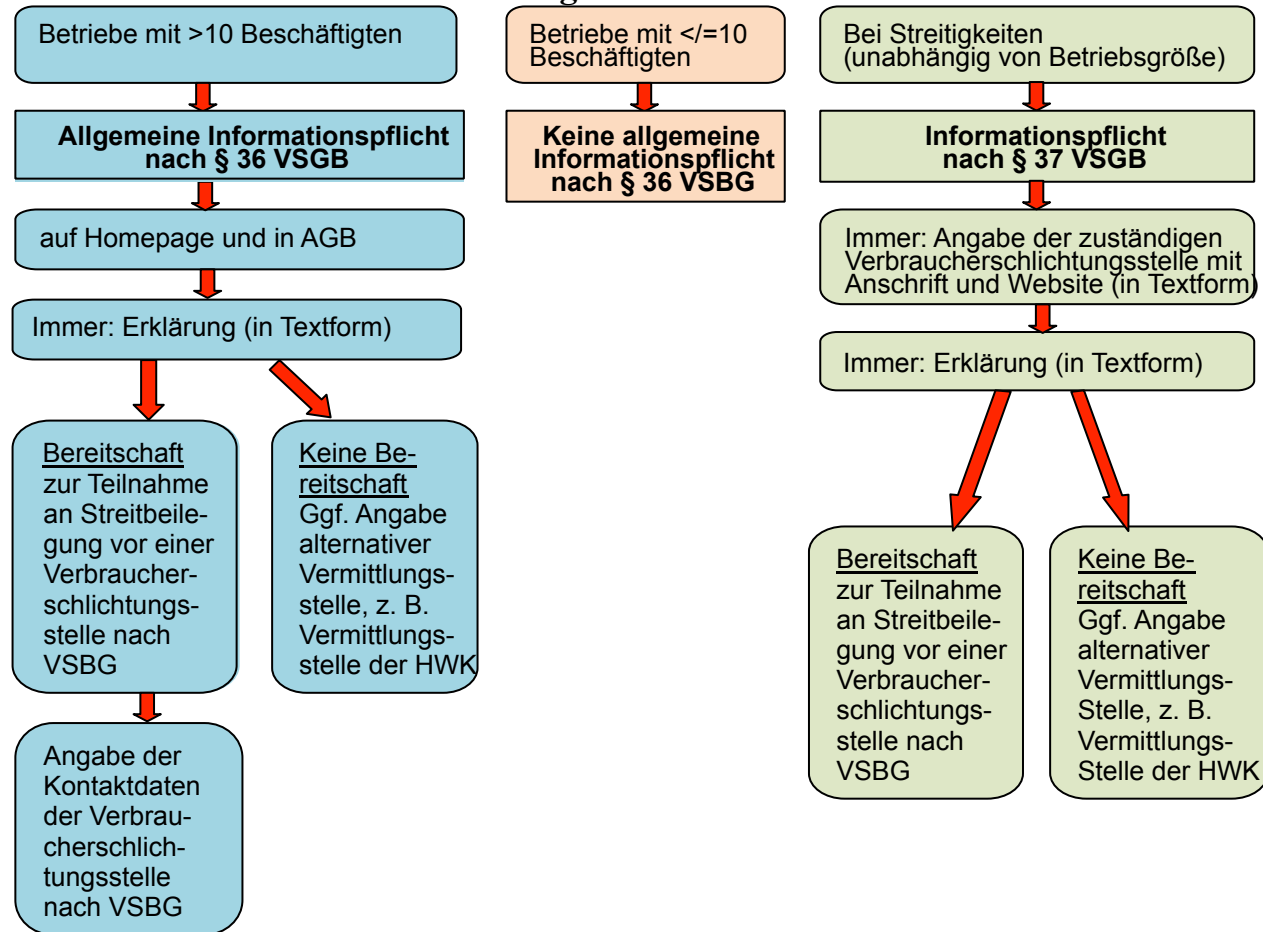 Betriebe mit >10 Beschäftigten
Allgemeine Informationspflicht
nach § 36 VSGB
auf Homepage und in AGB
Immer: Erklärung (in Textform)
Bereitschaft
zur Teilnahme
an Streitbeile-
gung vor einer
Verbraucher-
schlichtungs-
stelle nach
VSBG
Keine Be-
reitschaft
Ggf. Angabe
alternativer
Vermittlungs-
stelle, z. B.
Vermittlungs-
stelle der HWK
Angabe der
Kontaktdaten
der Verbrau-
cherschlich-
tungsstelle
nach VSBG
Betriebe mit </=10
Beschäftigten
Keine allgemeine
Informationspflicht
nach § 36 VSBG
Bei Streitigkeiten
(unabhängig von Betriebsgröße)
Informationspflicht
nach § 37 VSGB
Immer: Angabe der zuständigen
Verbraucherschlichtungsstelle mit
Anschrift und Website (in Textform)
Immer: Erklärung (in Textform)
Bereitschaft
zur Teilnahme
an Streitbeile-
gung vor einer
Verbraucher-
schlichtungs-
stelle nach
VSBG
Keine Be-
reitschaft
Ggf. Angabe
alternativer
Vermittlungs-
Stelle, z. B.
Vermittlungs-
Stelle der HWK